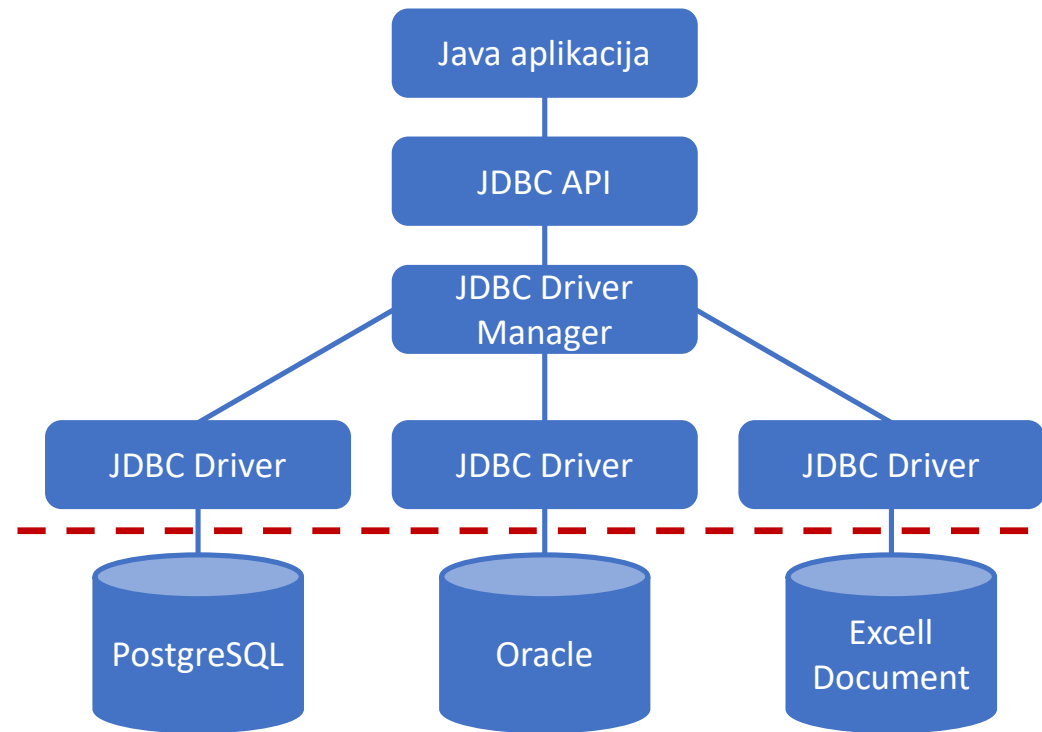 Java aplikacija
JDBC API
JDBC Driver
Manager
JDBC Driver
JDBC Driver
JDBC Driver
PostgreSQL
Oracle
Excell
Document